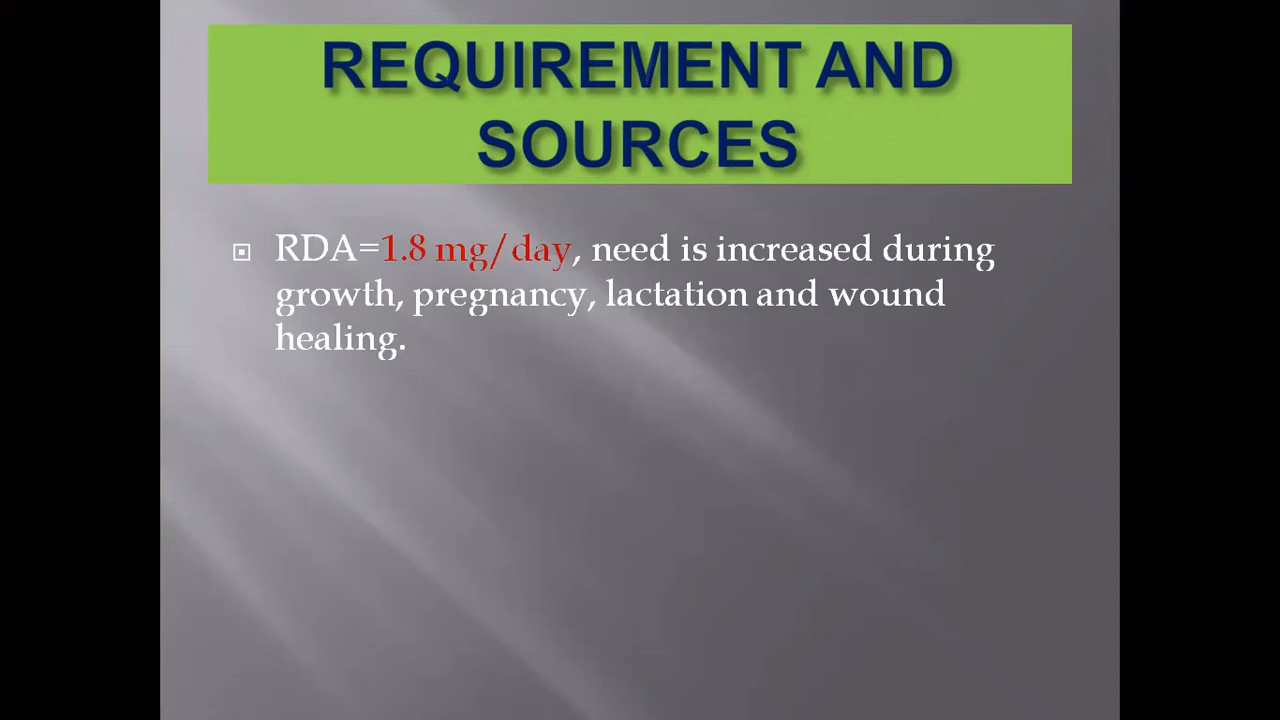 REQUIREMENT AND
SOURCES
RDA=1.8 mg/day, need is increased during
growth, pregnancy, lactation and wound
healing.